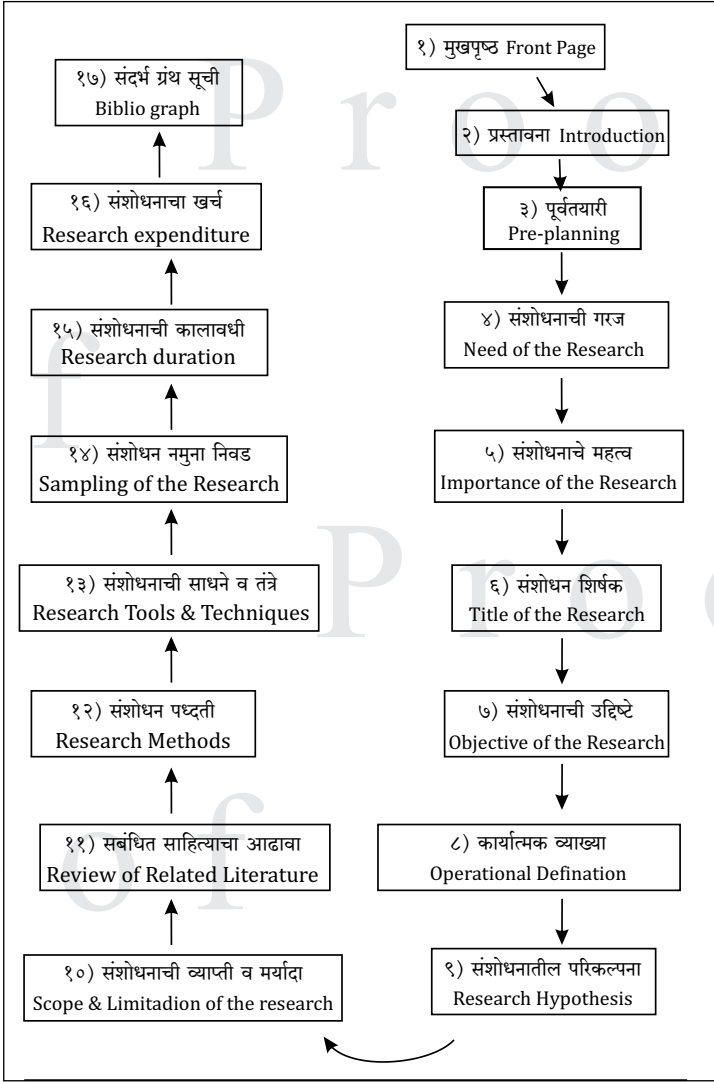 १) मुखपृष्ठ Front Page
२) प्रस्तावना Introduction
३) पूर्वतयारी
Pre-planning
४) संशोधनाची गरज
Need of the Research
५) संशोधनाचे महत्व
Importance of the Research
६) संशोधन शिर्षक
Title of the Research
७) संशोधनाची उद्दिष्टे
Objective of the Research
८) कार्यात्मक व्याख्या
Operational Defination
९) संशोधनातील परिकल्पना
Research Hypothesis
१०) संशोधनाची व्याप्ती व मर्यादा
Scope & Limitadion of the research
११) सबंधित साहित्याचा आढावा
Review of Related Literature
१२) संशोधन पध्दती
Research Methods
१३) संशोधनाची साधने व तंत्रे
Research Tools & Techniques
१४) संशोधन नमुना निवड
Sampling of the Research
१५) संशोधनाची कालावधी
Research duration
१६) संशोधनाचा खर्च
Research expenditure
१७) संदर्भ ग्रंथ सूची
Biblio graph
P r o o
f
P r o o
o f